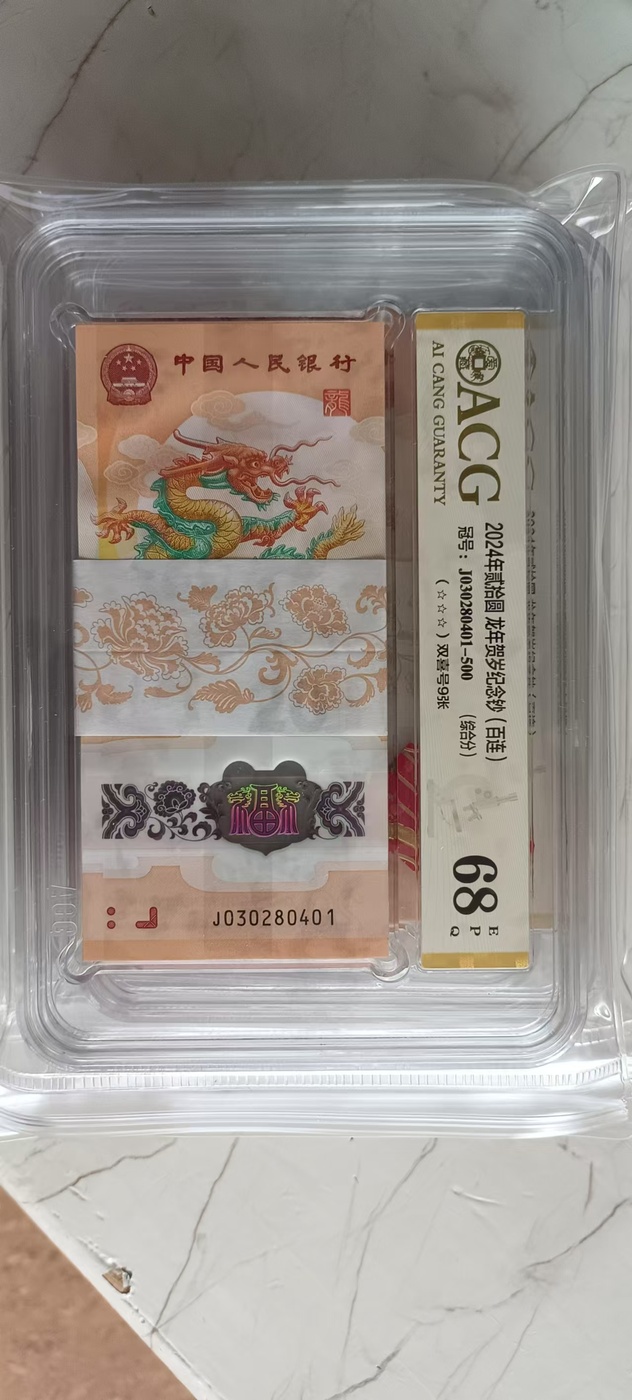 中国人民银行
龍
福
J030280401
ACG
AI CANG GUARANTY
2024年贰拾圆 龙年贺岁纪念钞（百连）
冠号：J030280401-500 （综合分）
（☆☆☆）双喜号9张
68
E
P
Q